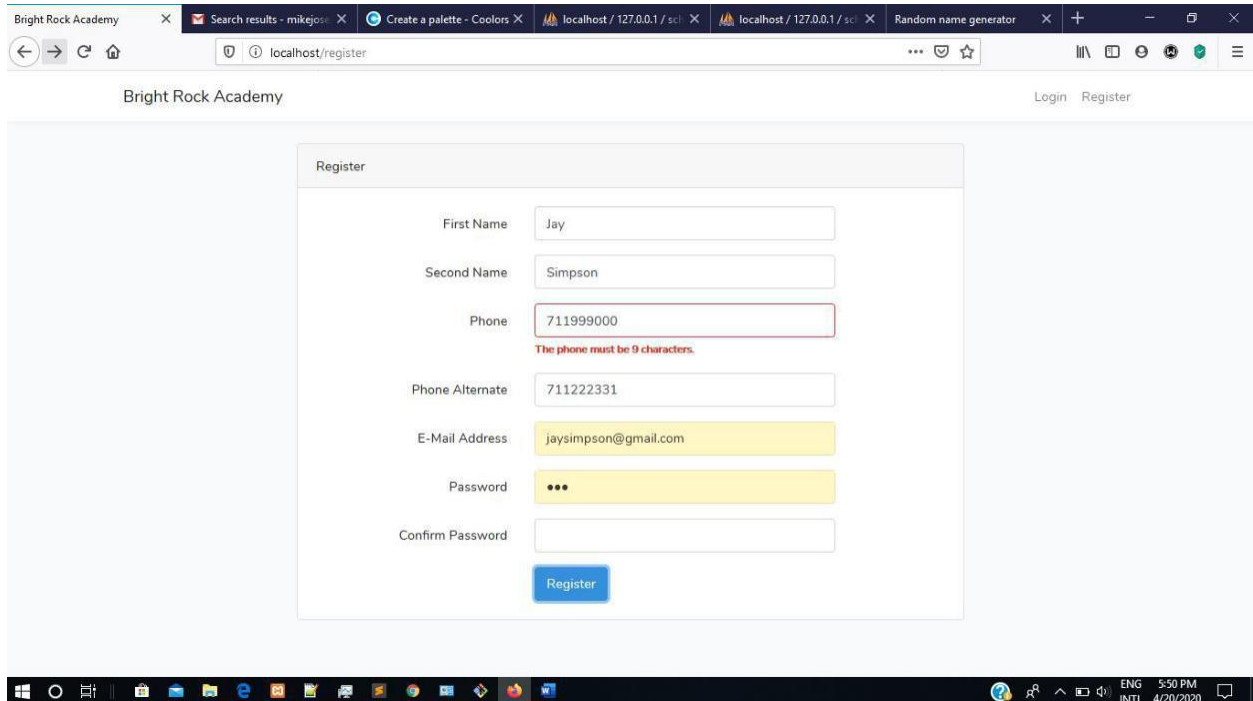 Bright Rock Academy
Search results - mikejose
Create a palette - Coolors
localhost / 127.0.0.1 / sch
localhost / 127.0.0.1 / scl
Random name generator
localhost/register
Bright Rock Academy
Login Register
Register
First Name Jay
Second Name Simpson
Phone 711999000
The phone must be 9 characters.
Phone Alternate 711222331
E-Mail Address jaysimpson@gmail.com
Password •••
Confirm Password
Register
ENG 5:50 PM
INTL 4/20/2020